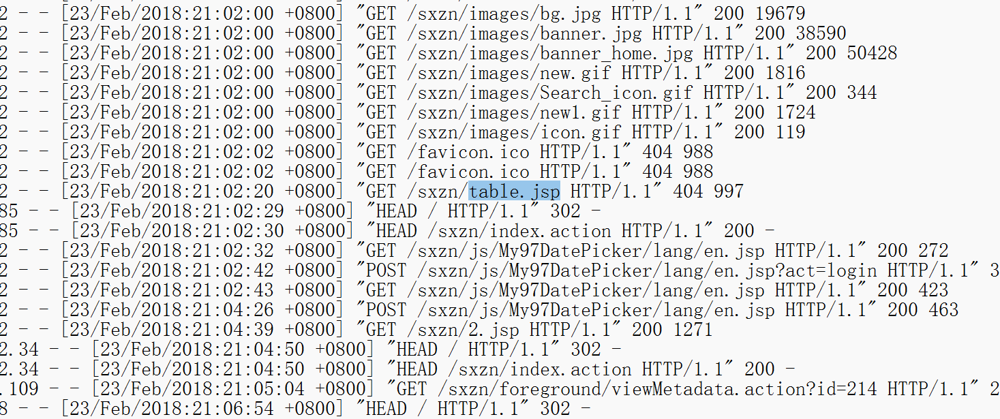 2 - - [23/Feb/2018:21:02:00 +0800] "GET /sxzn/images/bg.jpg HTTP/1.1" 200 19679
2 - - [23/Feb/2018:21:02:00 +0800] "GET /sxzn/images/banner.jpg HTTP/1.1" 200 38590
2 - - [23/Feb/2018:21:02:00 +0800] "GET /sxzn/images/banner_home.jpg HTTP/1.1" 200 50428
2 - - [23/Feb/2018:21:02:00 +0800] "GET /sxzn/images/new.gif HTTP/1.1" 200 1816
2 - - [23/Feb/2018:21:02:00 +0800] "GET /sxzn/images/Search_icon.gif HTTP/1.1" 200 344
2 - - [23/Feb/2018:21:02:00 +0800] "GET /sxzn/images/new1.gif HTTP/1.1" 200 1724
2 - - [23/Feb/2018:21:02:00 +0800] "GET /sxzn/images/icon.gif HTTP/1.1" 200 119
2 - - [23/Feb/2018:21:02:02 +0800] "GET /favicon.ico HTTP/1.1" 404 988
2 - - [23/Feb/2018:21:02:02 +0800] "GET /favicon.ico HTTP/1.1" 404 988
2 - - [23/Feb/2018:21:02:20 +0800] "GET /sxzn/table.jsp HTTP/1.1" 404 997
85 - - [23/Feb/2018:21:02:29 +0800] "HEAD / HTTP/1.1" 302 -
85 - - [23/Feb/2018:21:02:30 +0800] "HEAD /sxzn/index.action HTTP/1.1" 200 -
2 - - [23/Feb/2018:21:02:32 +0800] "GET /sxzn/js/My97DatePicker/lang/en.jsp HTTP/1.1" 200 272
2 - - [23/Feb/2018:21:02:42 +0800] "POST /sxzn/js/My97DatePicker/lang/en.jsp?act=login HTTP/1.1" 3
2 - - [23/Feb/2018:21:02:43 +0800] "GET /sxzn/js/My97DatePicker/lang/en.jsp HTTP/1.1" 200 423
2 - - [23/Feb/2018:21:04:26 +0800] "POST /sxzn/js/My97DatePicker/lang/en.jsp HTTP/1.1" 200 463
2 - - [23/Feb/2018:21:04:39 +0800] "GET /sxzn/2.jsp HTTP/1.1" 200 1271
2.34 - - [23/Feb/2018:21:04:50 +0800] "HEAD / HTTP/1.1" 302 -
2.34 - - [23/Feb/2018:21:04:50 +0800] "HEAD /sxzn/index.action HTTP/1.1" 200 -
.109 - - [23/Feb/2018:21:05:04 +0800] "GET /sxzn/foreground/viewMetadata.action?id=214 HTTP/1.1" 2
8 - - [23/Feb/2018:21:06:54 +0800] "HEAD / HTTP/1.1" 302 -